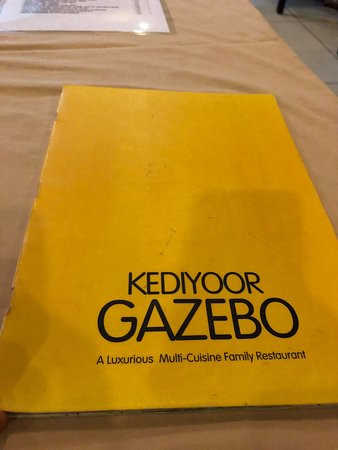 KEDIYOOR
GAZEBO
A Luxurious Multi-Cuisine Family Restaurant